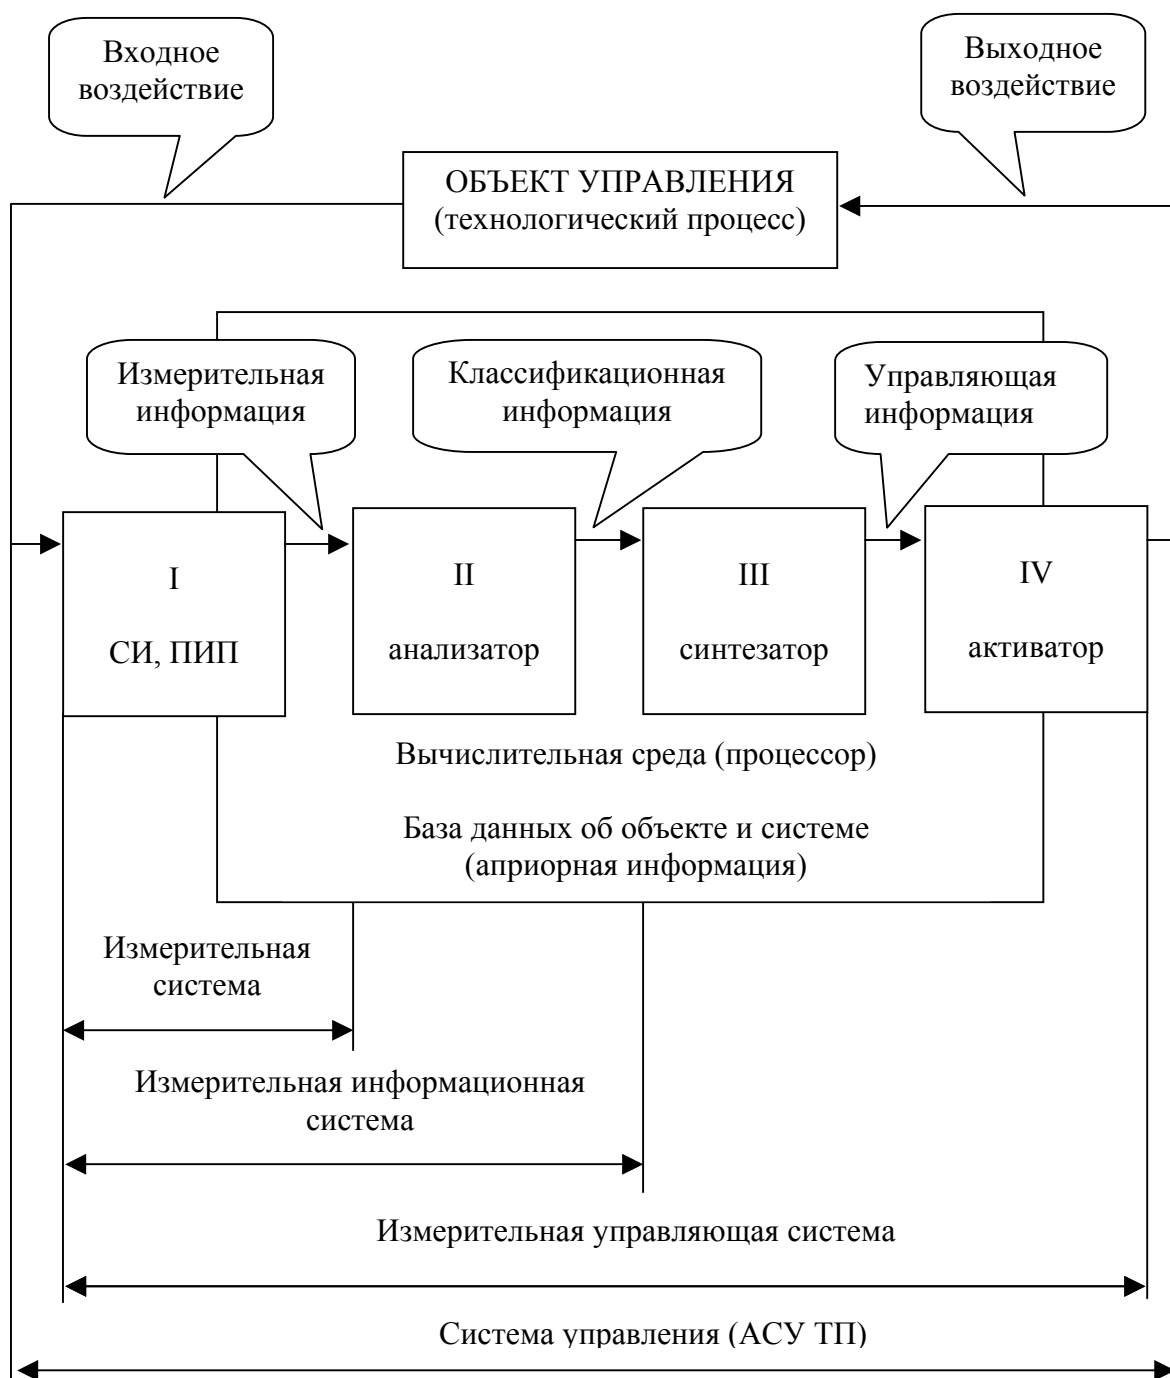 Входное
воздействие
Выходное
воздействие
ОБЪЕКТ УПРАВЛЕНИЯ
(технологический процесс)
Измерительная
информация
Классификационная
информация
Управляющая
информация
I
СИ, ПИП
II
анализатор
III
синтезатор
IV
активатор
Вычислительная среда (процессор)
База данных об объекте и системе
(априорная информация)
Измерительная
система
Измерительная информационная
система
Измерительная управляющая система
Система управления (АСУ ТП)